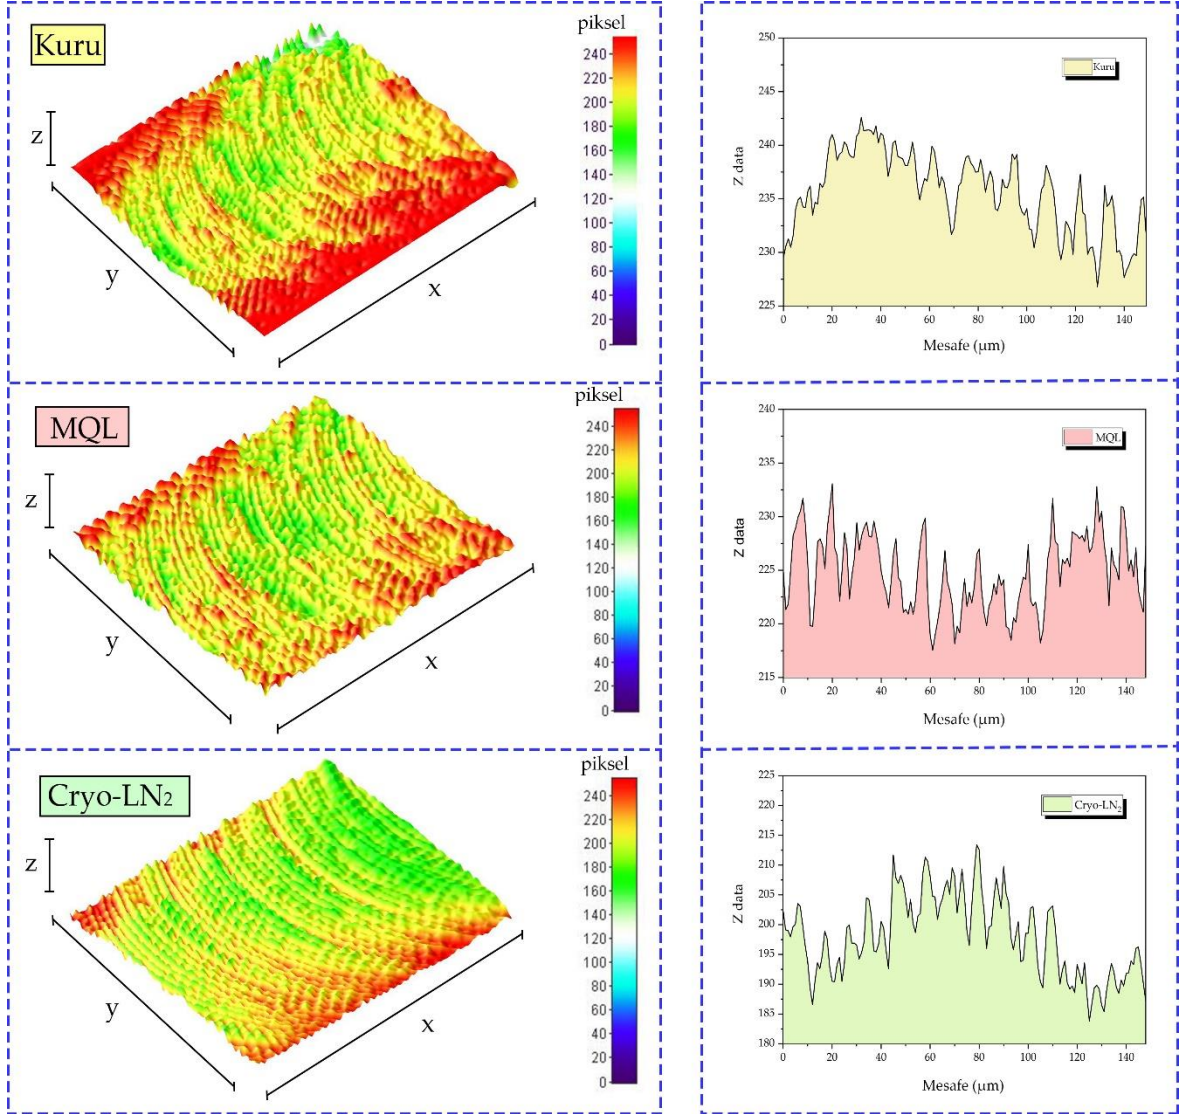 Kuru
piksel
240
220
200
180
160
140
120
100
80
60
40
20
0
z
y
x
250
245
240
235
230
225
Z data
Kuru
0 20 40 60 80 100 120 140
Mesafe (μm)
MQL
piksel
240
220
200
180
160
140
120
100
80
60
40
20
0
z
y
x
240
235
230
225
220
215
Z data
MQL
0 20 40 60 80 100 120 140
Mesafe (μm)
Cryo-LN₂
piksel
240
220
200
180
160
140
120
100
80
60
40
20
0
z
y
x
225
220
215
210
205
200
195
190
185
180
Z data
Cryo-LN₂
0 20 40 60 80 100 120 140
Mesafe (μm)